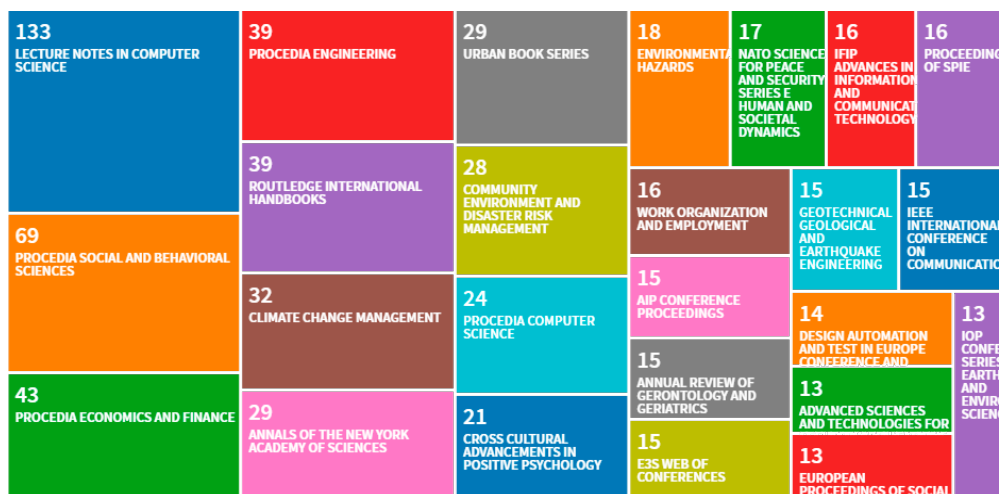 133
LECTURE NOTES IN COMPUTER
SCIENCE
69
PROCEDIA SOCIAL AND BEHAVIORAL
SCIENCES
43
PROCEDIA ECONOMICS AND FINANCE
39
PROCEDIA ENGINEERING
39
ROUTLEDGE INTERNATIONAL
HANDBOOKS
32
CLIMATE CHANGE MANAGEMENT
29
ANNALS OF THE NEW YORK
ACADEMY OF SCIENCES
29
URBAN BOOK SERIES
28
COMMUNITY
ENVIRONMENT AND
DISASTER RISK
MANAGEMENT
24
PROCEDIA COMPUTER
SCIENCE
21
CROSS CULTURAL
ADVANCEMENTS IN
POSITIVE PSYCHOLOGY
18
ENVIRONMENTA
HAZARDS
17
NATO SCIENCE
FOR PEACE
AND SECURITY
SERIES E
HUMAN AND
SOCIETAL
DYNAMICS
16
IFIP
ADVANCES IN
INFORMATION
AND
COMMUNICAT
TECHNOLOGY
16
PROCEEDING
OF SPIE
16
WORK ORGANIZATION
AND EMPLOYMENT
15
AIP CONFERENCE
PROCEEDINGS
15
ANNUAL REVIEW OF
GERONTOLOGY AND
GERIATRICS
15
E3S WEB OF
CONFERENCES
15
GEOTECHNICAL
GEOLOGICAL
AND
EARTHQUAKE
ENGINEERING
15
IEEE
INTERNATIONAL
CONFERENCE
ON
COMMUNICATIO
14
DESIGN AUTOMATION
AND TEST IN EUROPE
CONFERENCE AND
13
ADVANCED SCIENCES
AND TECHNOLOGIES FOR
13
EUROPEAN
PROCEEDINGS OF SOCIAL
13
IOP
CONFE
SERIES
EARTH
AND
ENVIRO
SCIENC